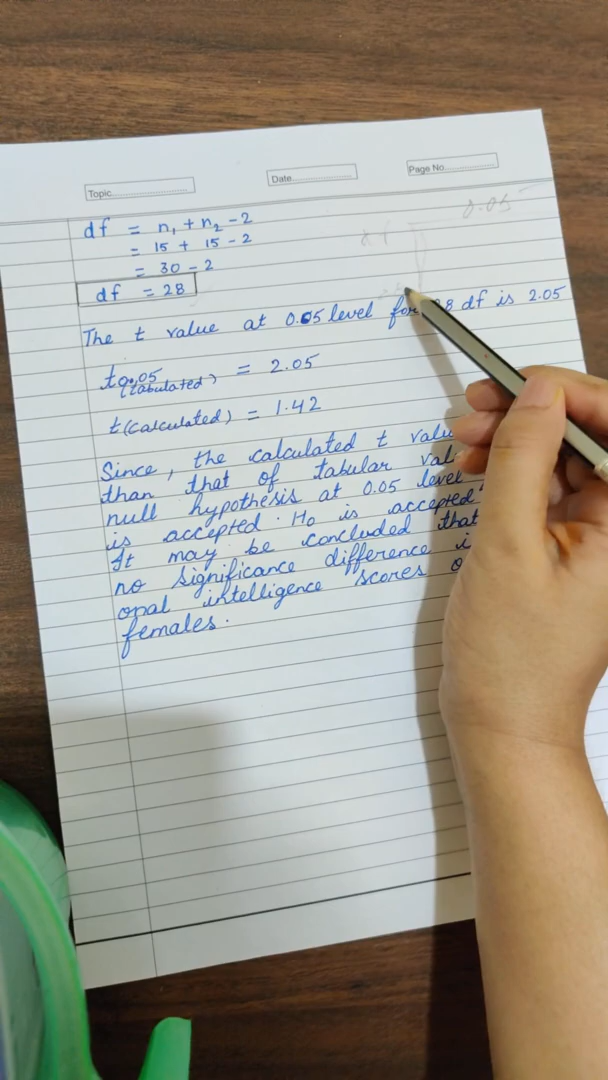 Topic....................
Date....................
Page No....................
0.05
df
df = n₁ + n₂ - 2
= 15 + 15 - 2
= 30 - 2
df = 28
The t value at 0.05 level for 28 df is 2.05
t0.05 (tabulated) = 2.05
t(calculated) = 1.42
Since, the calculated t
than that of tabular
null hypothesis at 0.05 level
is accepted. H₀ is accepted.
It may be concluded that
no significance difference
onal intelligence scores
females.